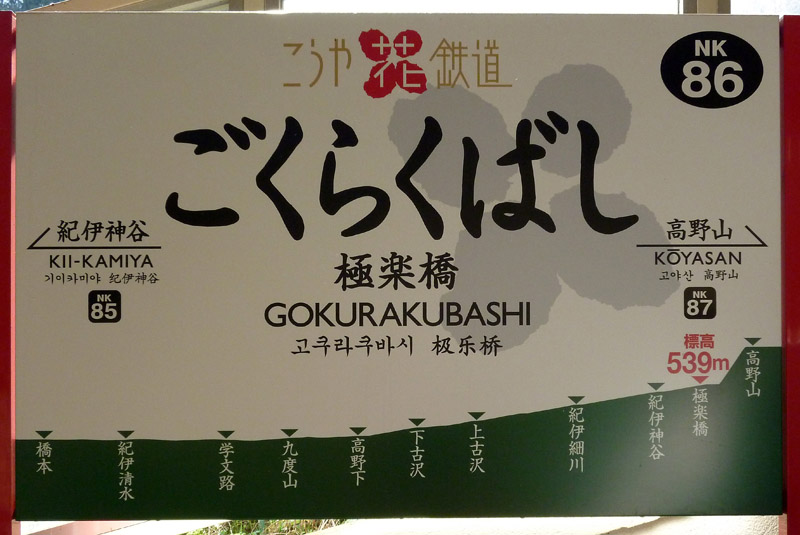 こうや花鉄道
NK
86
ごくらくばし
極楽橋
GOKURAKUBASHI
고쿠라쿠바시 极乐桥
紀伊神谷
KII-KAMIYA
기이카미야 纪伊神谷
NK
85
高野山
KŌYASAN
고야산 高野山
NK
87
標高
539m
橋本
紀伊清水
学文路
九度山
高野下
下古沢
上古沢
紀伊細川
紀伊神谷
極楽橋
高野山